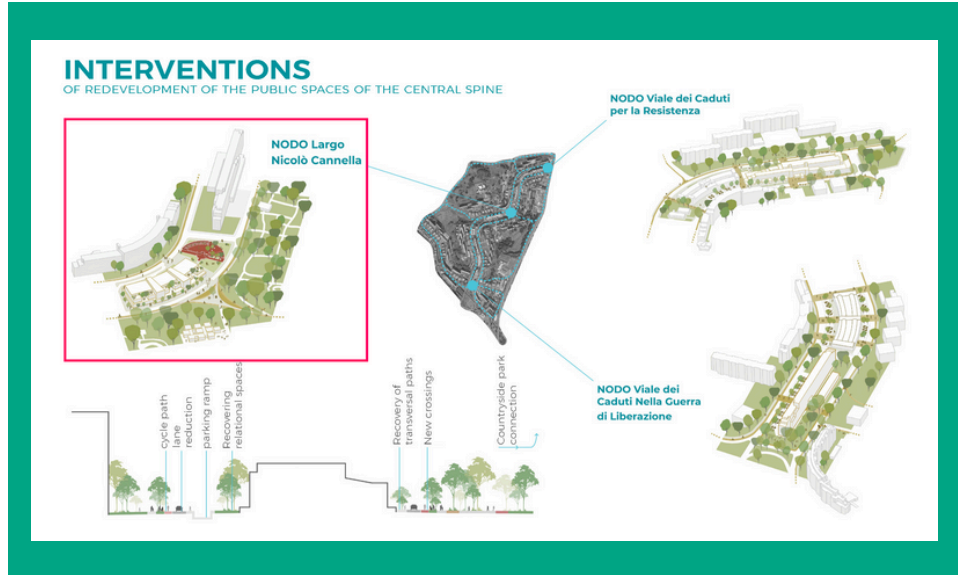 INTERVENTIONS
OF REDEVELOPMENT OF THE PUBLIC SPACES OF THE CENTRAL SPINE
NODO Largo
Nicolò Cannella
NODO Viale dei Caduti
per la Resistenza
NODO Viale dei
Caduti Nella Guerra
di Liberazione
cycle path
lane
reduction
parking ramp
Recovering
relational spaces
Recovery of
transversal paths
New crossings
Countryside park
connection